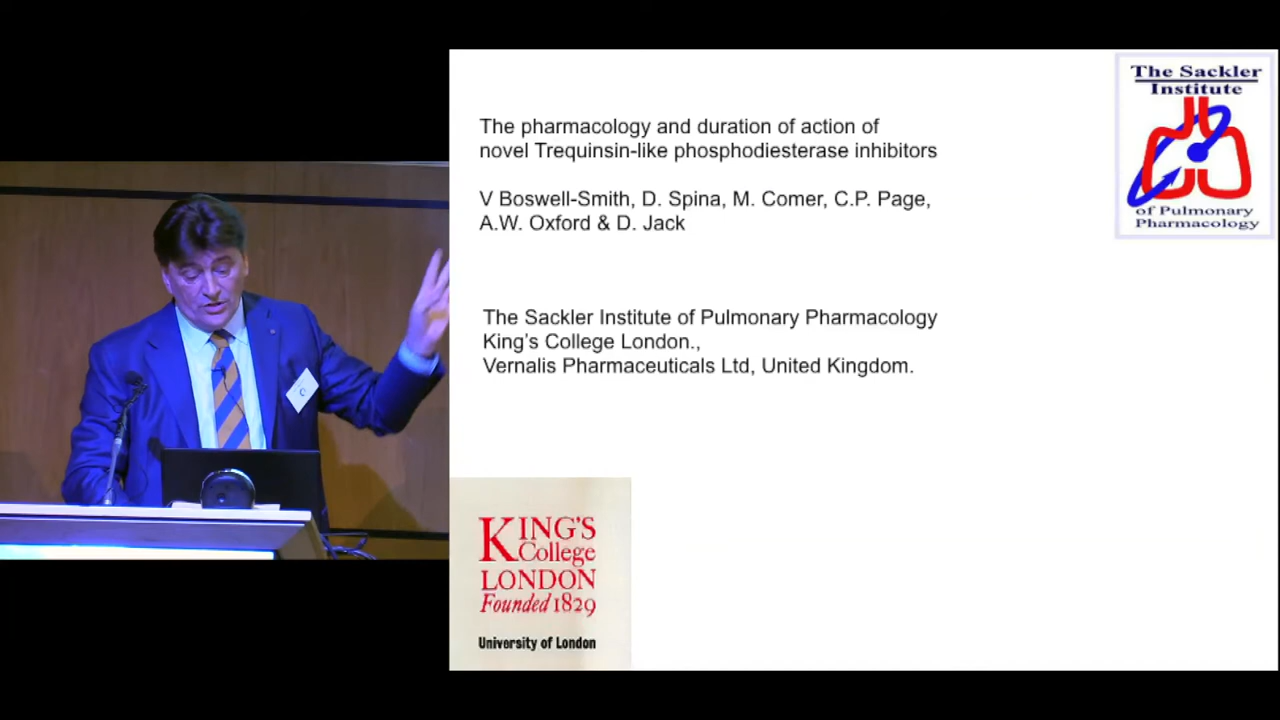 The pharmacology and duration of action of
novel Trequinsin-like phosphodiesterase inhibitors
V Boswell-Smith, D. Spina, M. Comer, C.P. Page,
A.W. Oxford & D. Jack
The Sackler Institute of Pulmonary Pharmacology
King's College London.,
Vernalis Pharmaceuticals Ltd, United Kingdom.
The Sackler
Institute
of Pulmonary
Pharmacology
KING'S
College
LONDON
Founded 1829
University of London